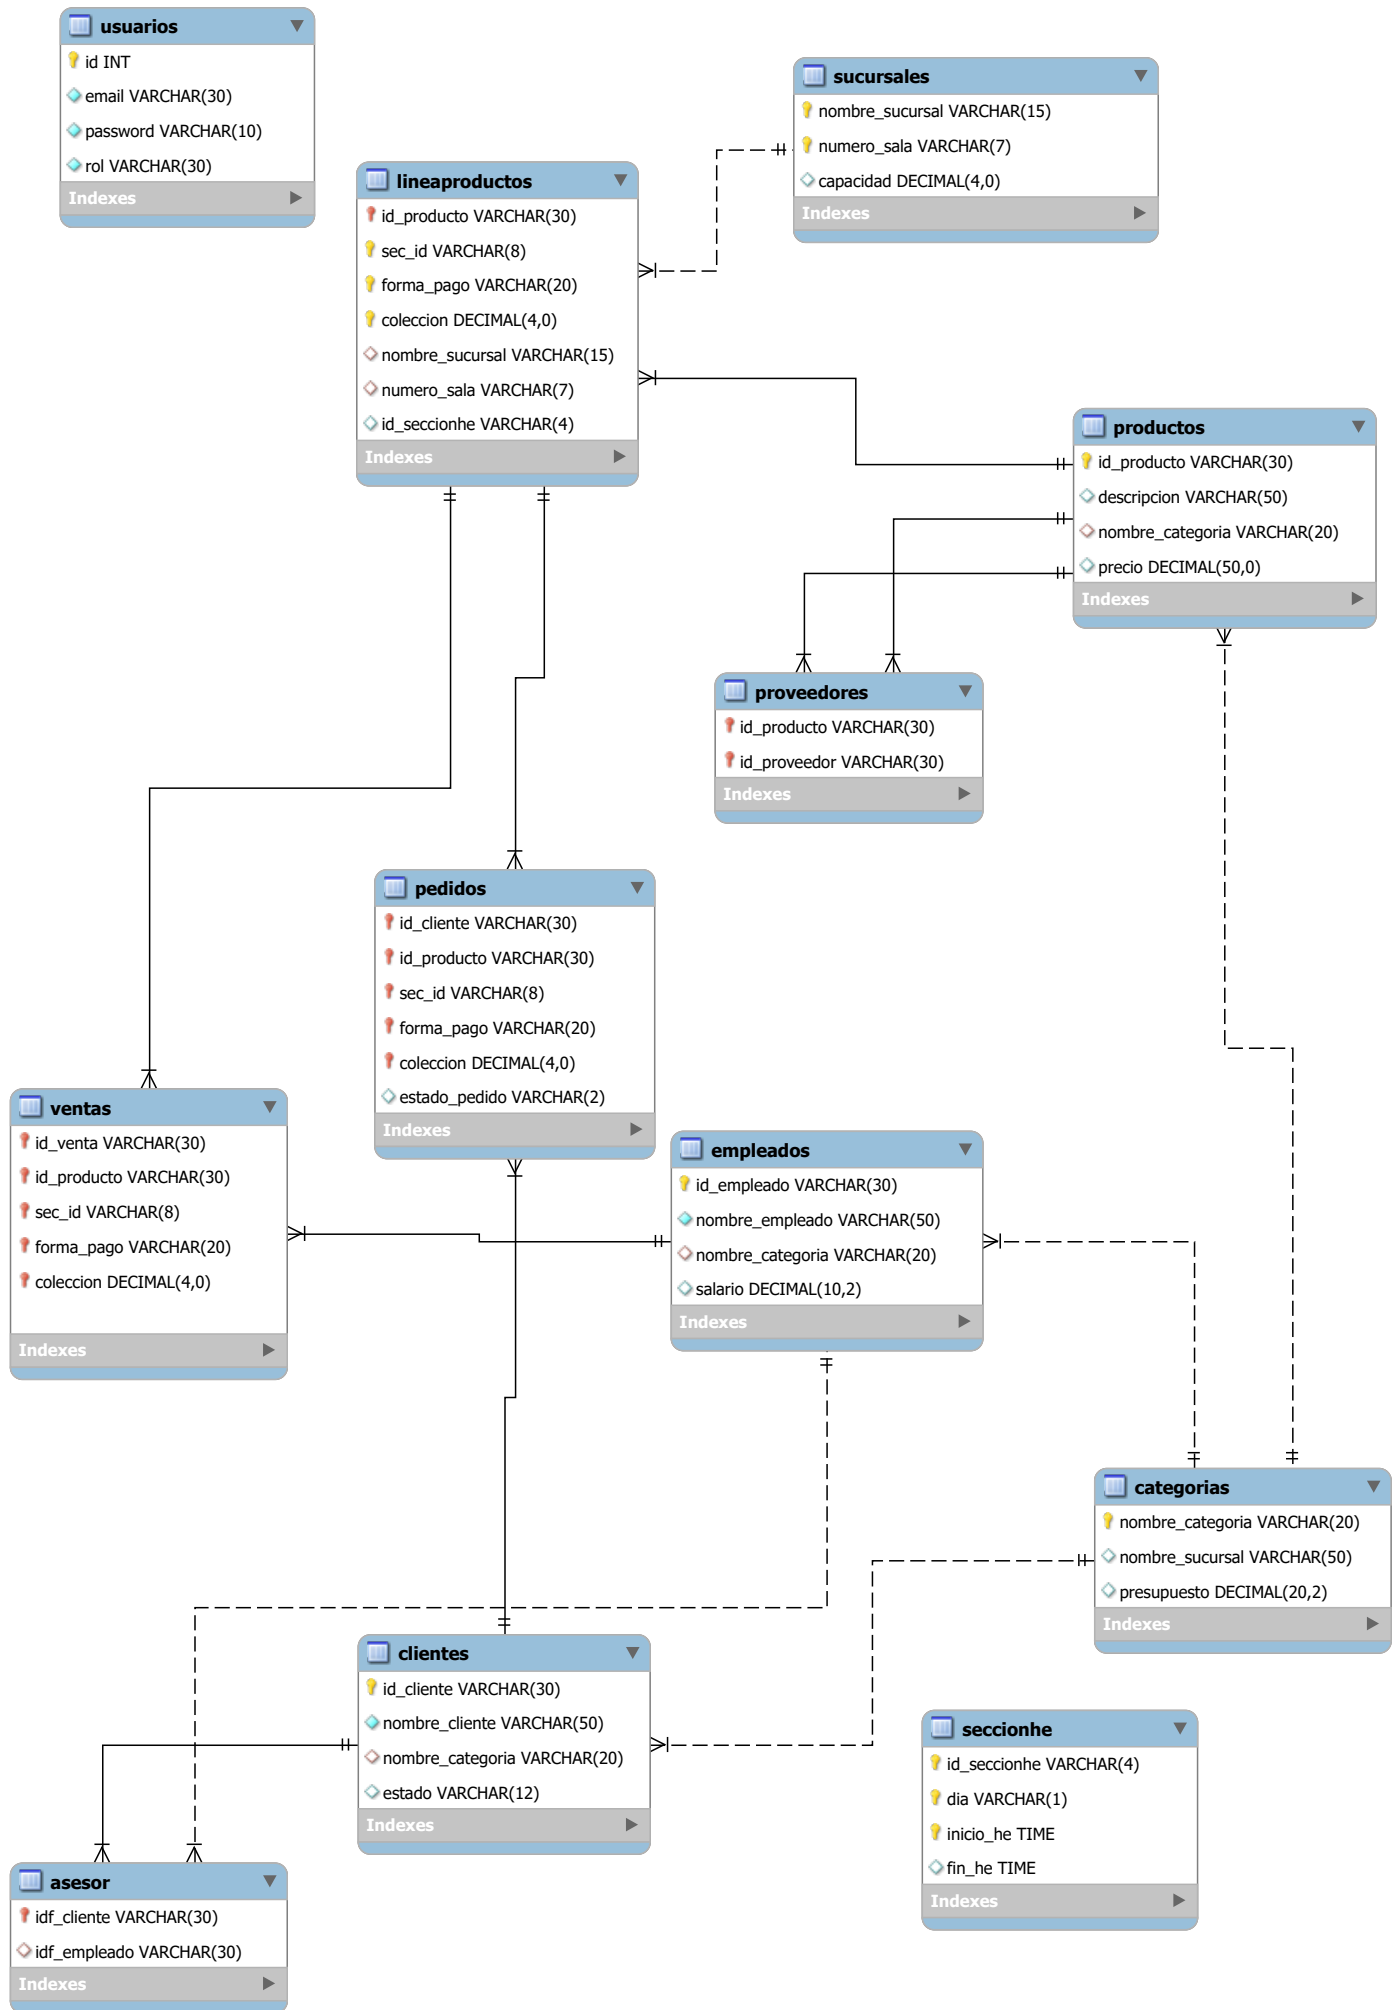 usuarios
id INT
email VARCHAR(30)
password VARCHAR(10)
rol VARCHAR(30)
Indexes
sucursales
nombre_sucursal VARCHAR(15)
numero_sala VARCHAR(7)
capacidad DECIMAL(4,0)
Indexes
lineaproductos
id_producto VARCHAR(30)
sec_id VARCHAR(8)
forma_pago VARCHAR(20)
coleccion DECIMAL(4,0)
nombre_sucursal VARCHAR(15)
numero_sala VARCHAR(7)
id_seccionhe VARCHAR(4)
Indexes
productos
id_producto VARCHAR(30)
descripcion VARCHAR(50)
nombre_categoria VARCHAR(20)
precio DECIMAL(50,0)
Indexes
proveedores
id_producto VARCHAR(30)
id_proveedor VARCHAR(30)
Indexes
pedidos
id_cliente VARCHAR(30)
id_producto VARCHAR(30)
sec_id VARCHAR(8)
forma_pago VARCHAR(20)
coleccion DECIMAL(4,0)
estado_pedido VARCHAR(2)
Indexes
ventas
id_venta VARCHAR(30)
id_producto VARCHAR(30)
sec_id VARCHAR(8)
forma_pago VARCHAR(20)
coleccion DECIMAL(4,0)
Indexes
empleados
id_empleado VARCHAR(30)
nombre_empleado VARCHAR(50)
nombre_categoria VARCHAR(20)
salario DECIMAL(10,2)
Indexes
categorias
nombre_categoria VARCHAR(20)
nombre_sucursal VARCHAR(50)
presupuesto DECIMAL(20,2)
Indexes
clientes
id_cliente VARCHAR(30)
nombre_cliente VARCHAR(50)
nombre_categoria VARCHAR(20)
estado VARCHAR(12)
Indexes
seccionhe
id_seccionhe VARCHAR(4)
dia VARCHAR(1)
inicio_he TIME
fin_he TIME
Indexes
asesor
idf_cliente VARCHAR(30)
idf_empleado VARCHAR(30)
Indexes